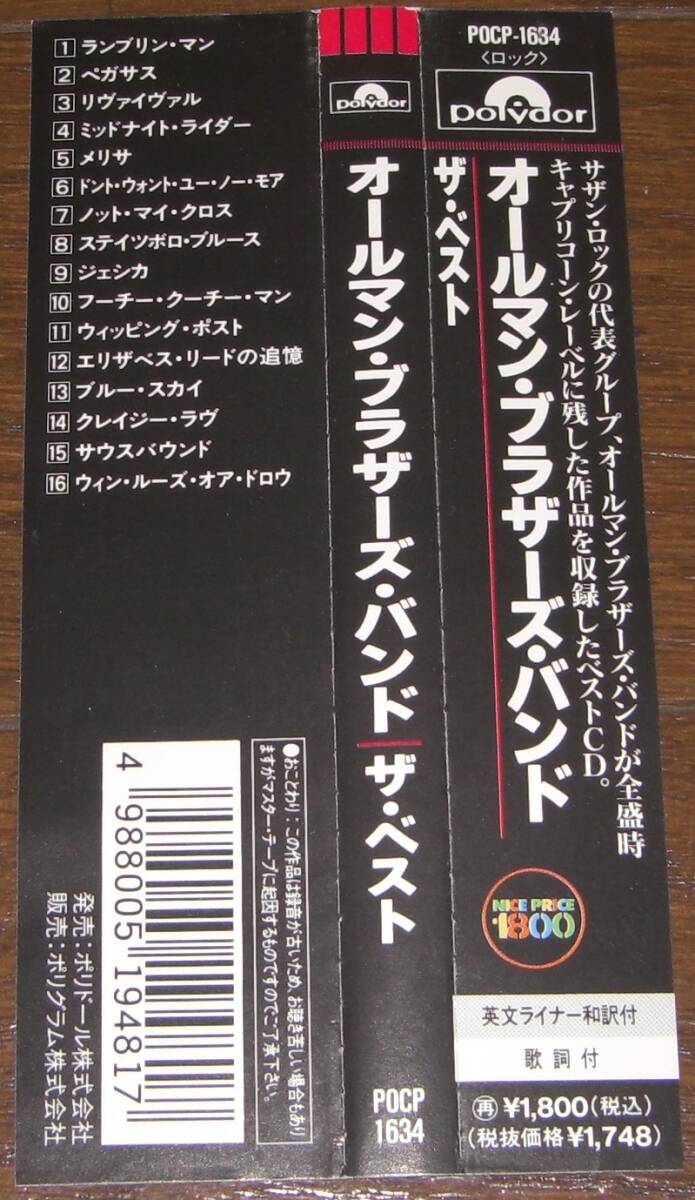 1 ランブリン・マン
2 ペガサス
3 リヴァイヴァル
4 ミッドナイト・ライダー
5 メリサ
6 ドント・ウォント・ユー・ノー・モア
7 ノット・マイ・クロス
8 ステイツボロ・ブルース
9 ジェシカ
10 フーチー・クーチー・マン
11 ウィッピング・ポスト
12 エリザベス・リードの追憶
13 ブルー・スカイ
14 クレイジー・ラヴ
15 サウスバウンド
16 ウィン・ルーズ・オア・ドロウ
●おことわり：この作品は録音が古いため、お聴き苦しい場合もあり
ますがマスター・テープに起因するものですのでご了承下さい。
4 988005 194817
発売：ポリドール株式会社
販売：ポリグラム株式会社
polydor
オールマン・ブラザーズ・バンド ザ・ベスト
POCP
1634
POCP-1634
〈ロック〉
polydor
サザン・ロックの代表グループ、オールマン・ブラザーズ・バンドが全盛時
キャプリコーン・レーベルに残した作品を収録したベストCD。
オールマン・ブラザーズ・バンド
ザ・ベスト
NICE PRICE
1800
英文ライナー和訳付
歌詞付
再 ¥1,800(税込)
(税抜価格¥1,748)